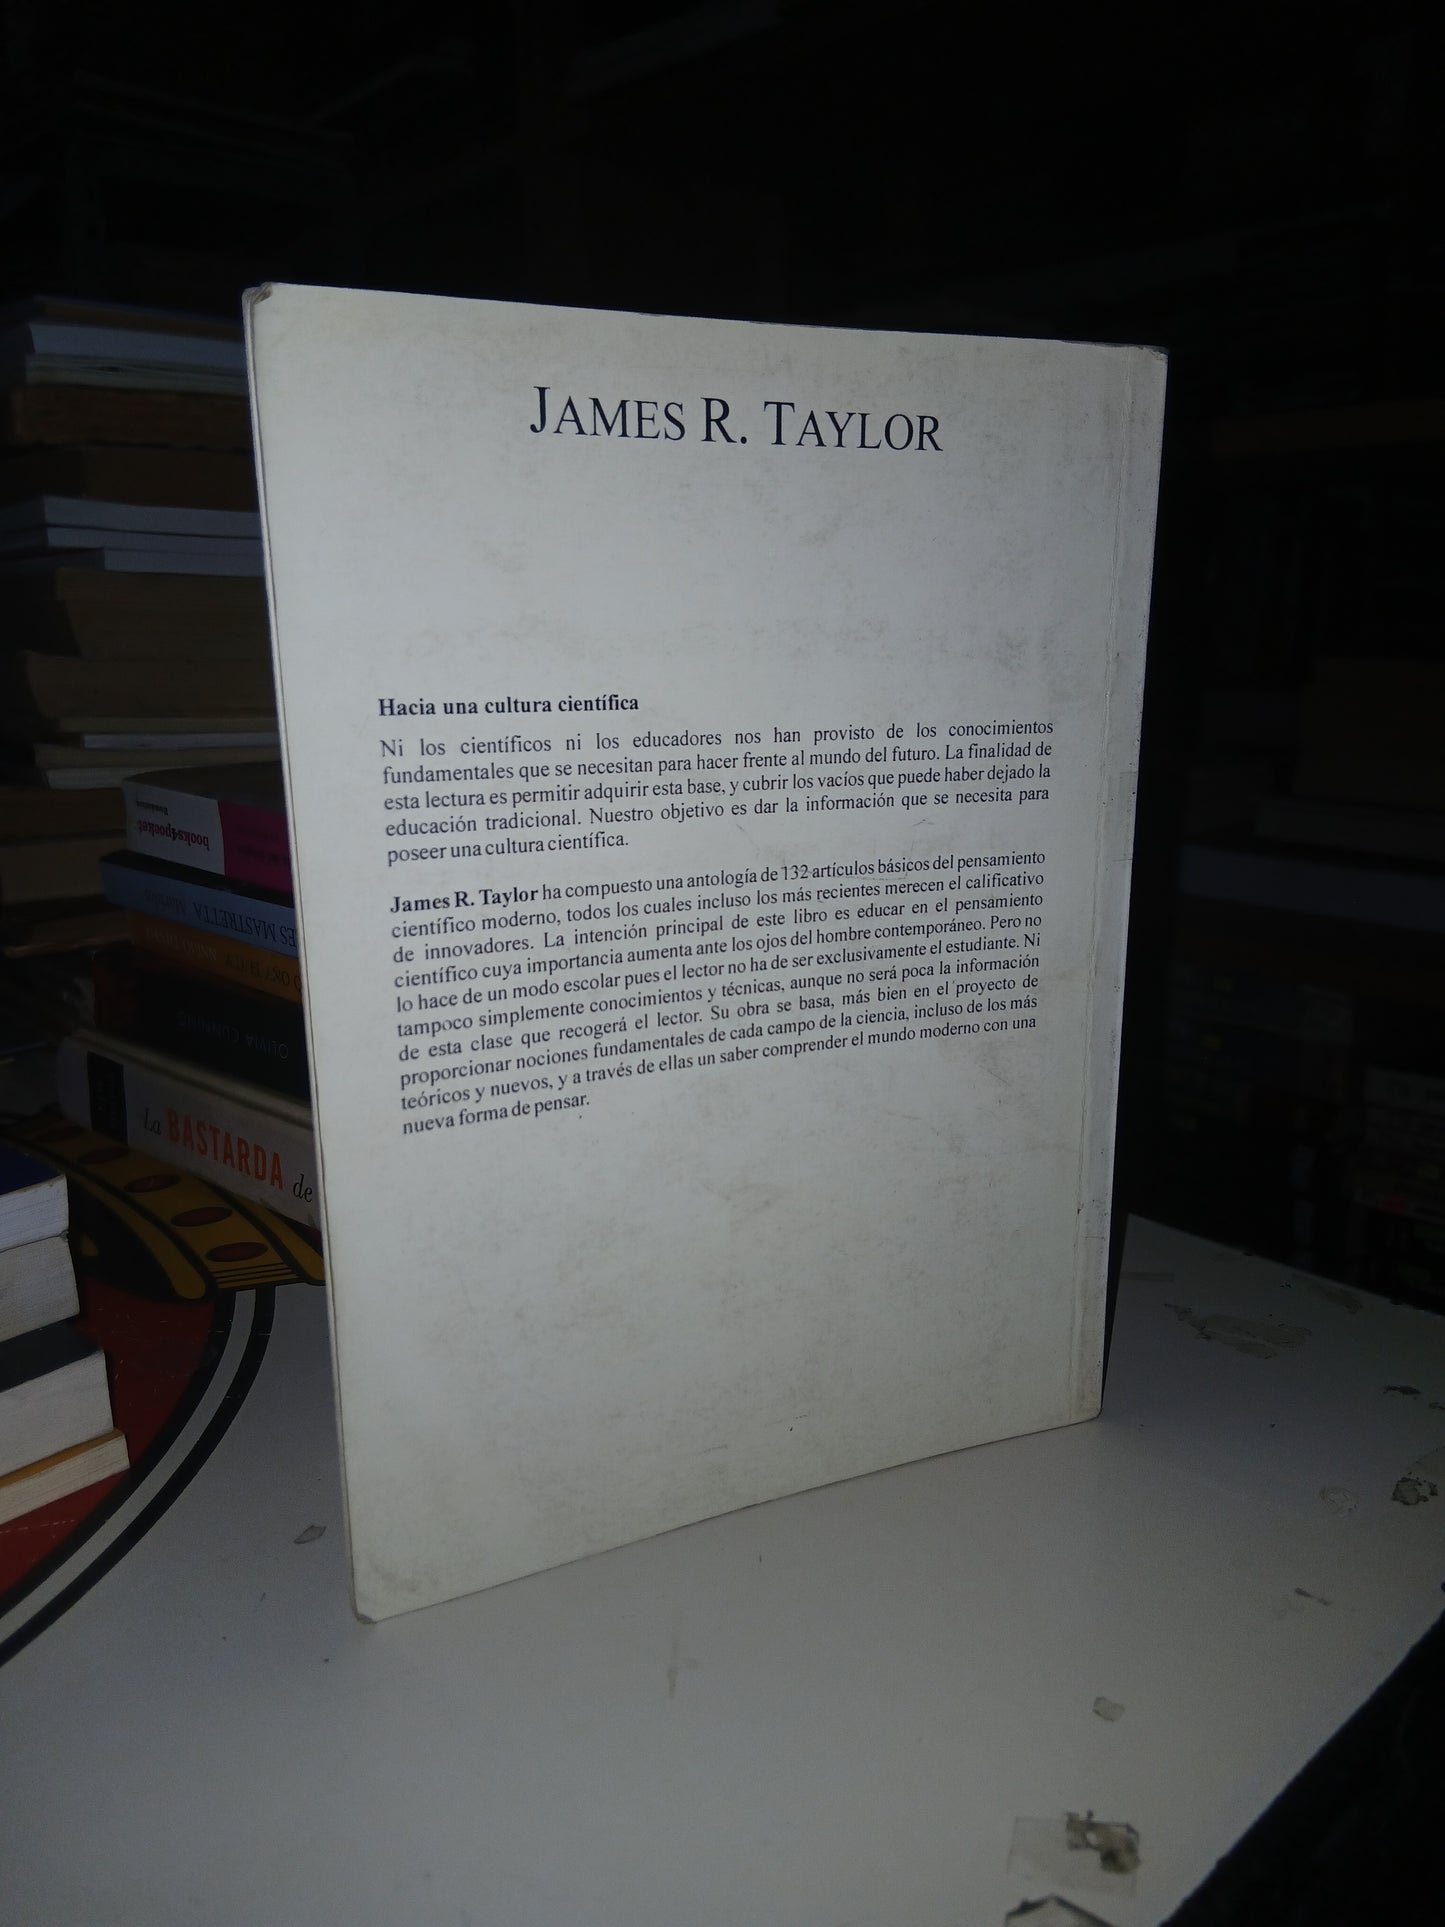 JAMES R. TAYLOR
Hacia una cultura científica
Ni los científicos ni los educadores nos han provisto de los conocimientos
fundamentales que se necesitan para hacer frente al mundo del futuro. La finalidad de
esta lectura es permitir adquirir esta base, y cubrir los vacíos que puede haber dejado la
educación tradicional. Nuestro objetivo es dar la información que se necesita para
poseer una cultura científica.
James R. Taylor ha compuesto una antología de 132 artículos básicos del pensamiento
científico moderno, todos los cuales incluso los más recientes merecen el calificativo
de innovadores. La intención principal de este libro es educar en el pensamiento
científico cuya importancia aumenta ante los ojos del hombre contemporáneo. Pero no
lo hace de un modo escolar pues el lector no ha de ser exclusivamente el estudiante. Ni
tampoco simplemente conocimientos y técnicas, aunque no será poca la información
de esta clase que recogerá el lector. Su obra se basa, más bien en el proyecto de
proporcionar nociones fundamentales de cada campo de la ciencia, incluso de los más
teóricos y nuevos, y a través de ellas un saber comprender el mundo moderno con una
nueva forma de pensar.
books4pocket
ES MASTRETTA
OLIVIA CUNNING
La BASTARDA de